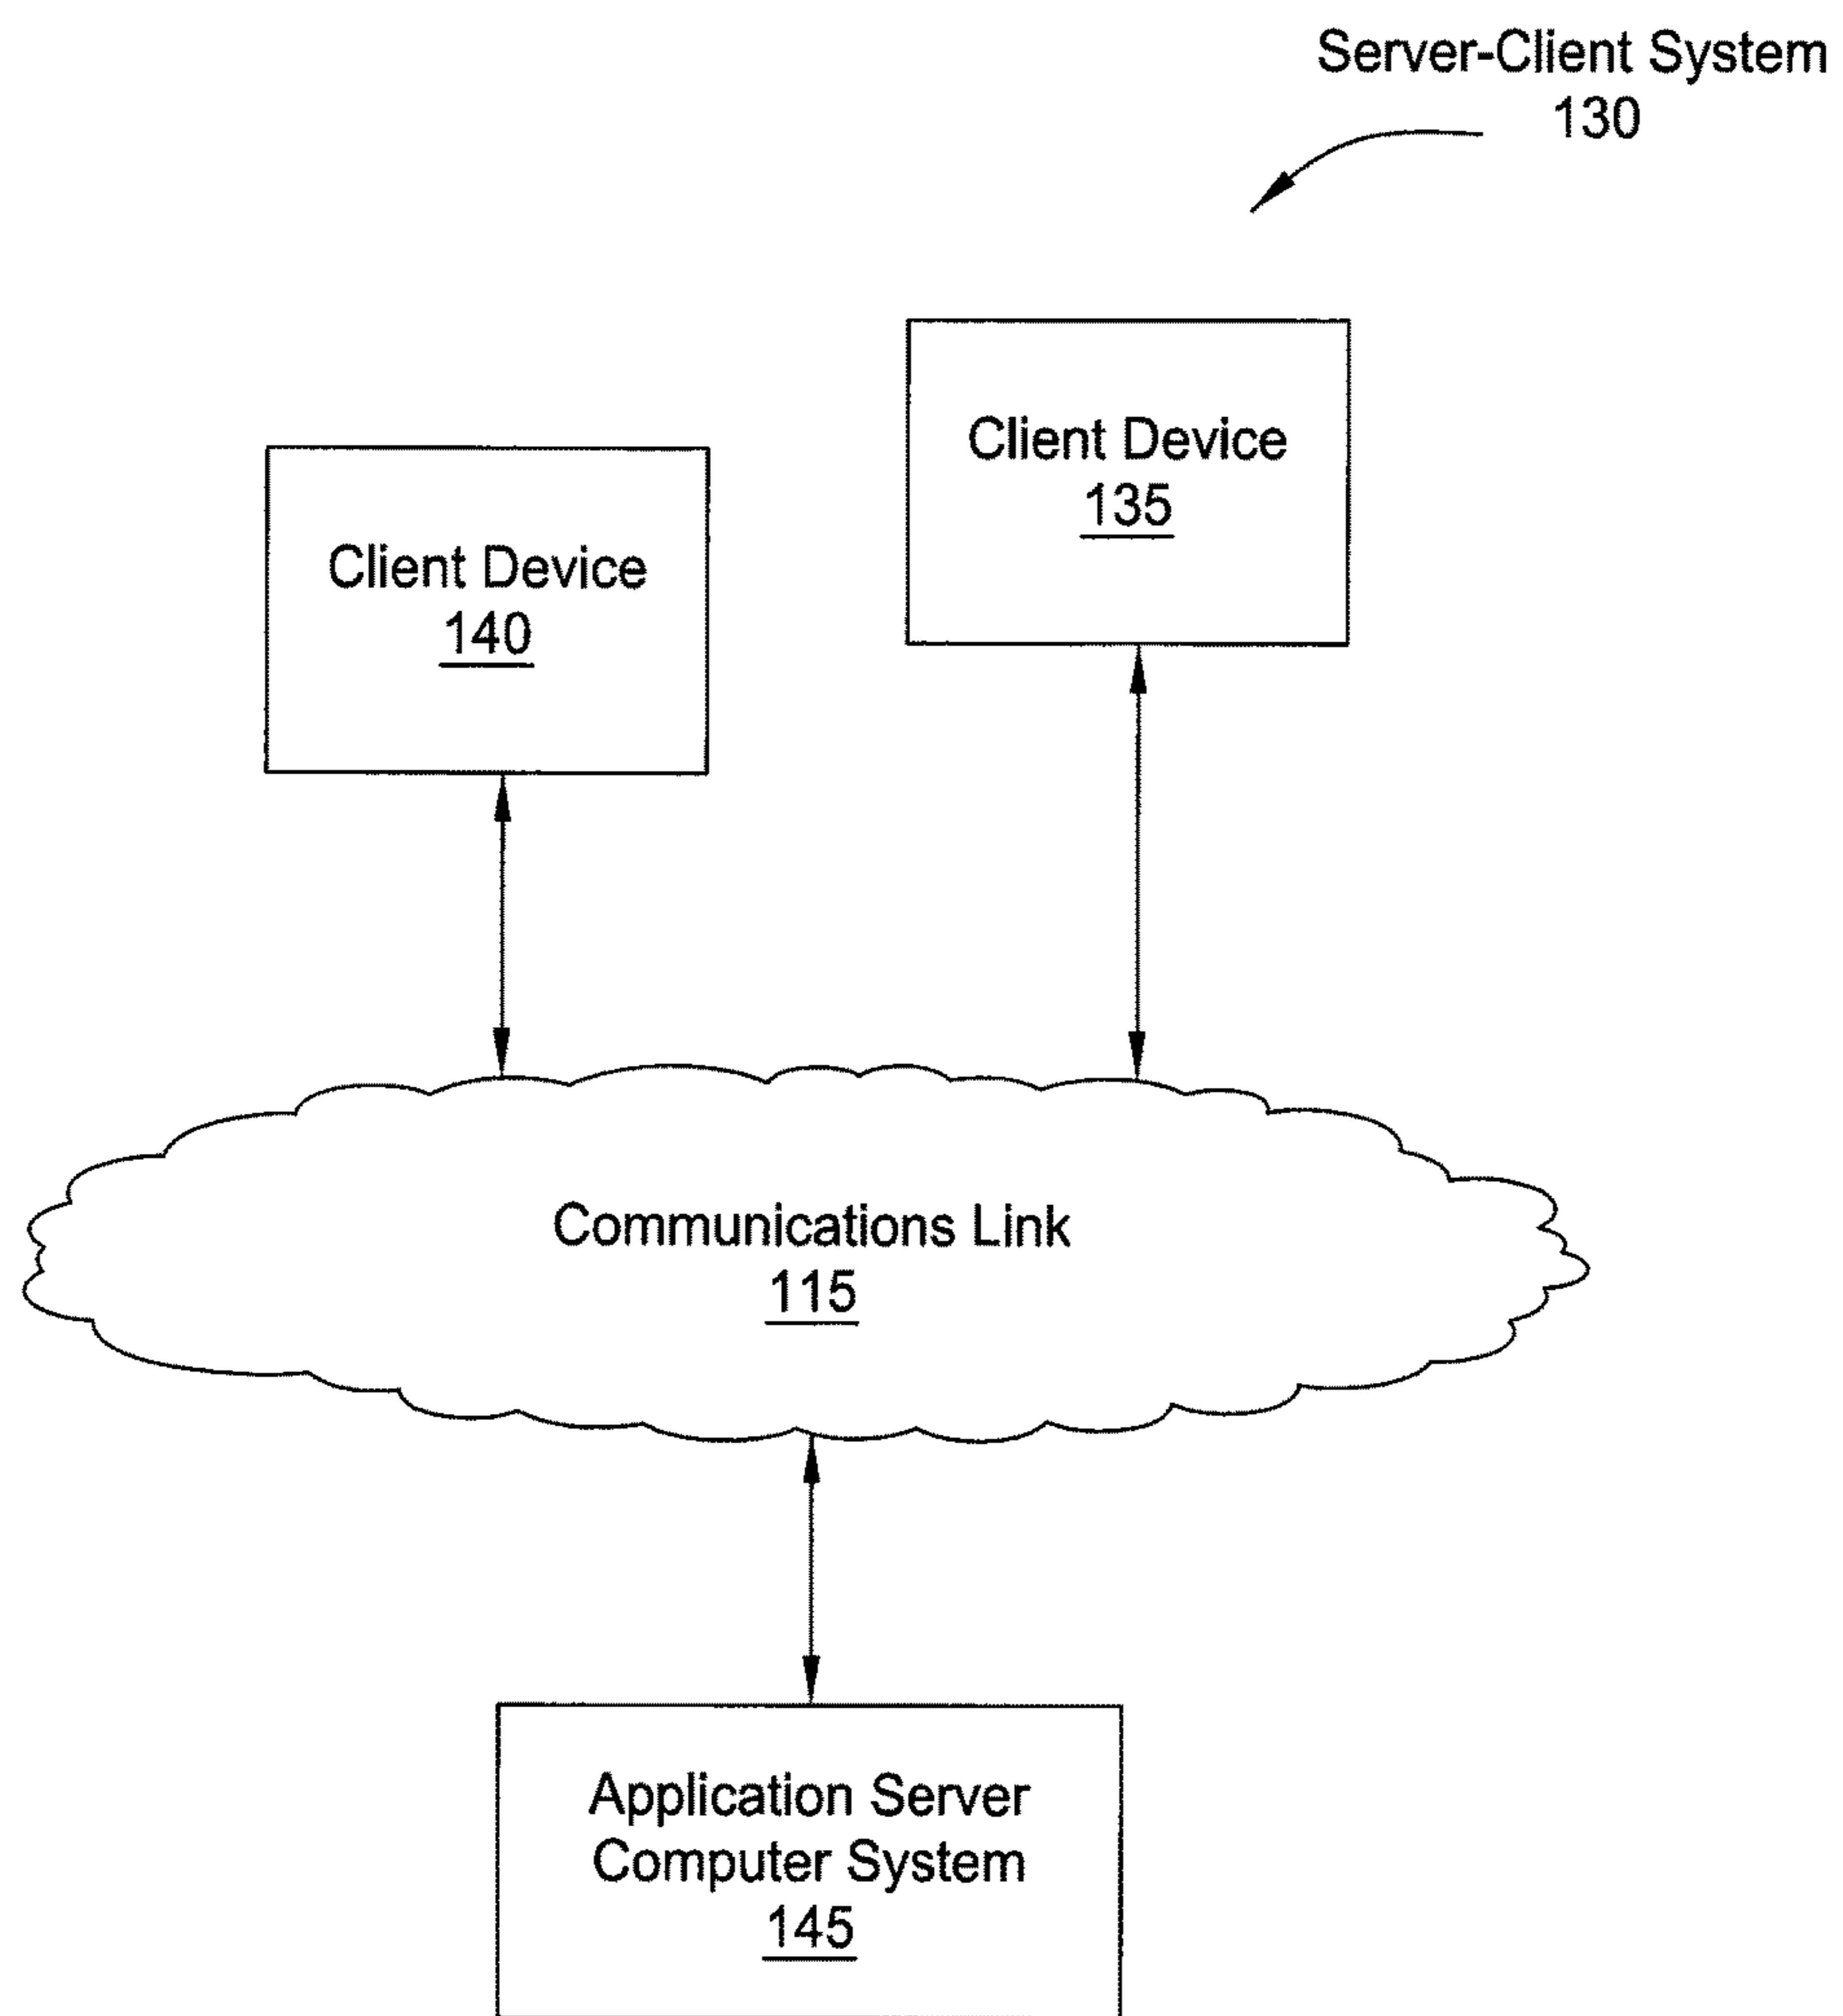 Server-Client System
130
Client Device
135
Client Device
140
Communications Link
115
Application Server
Computer System
145